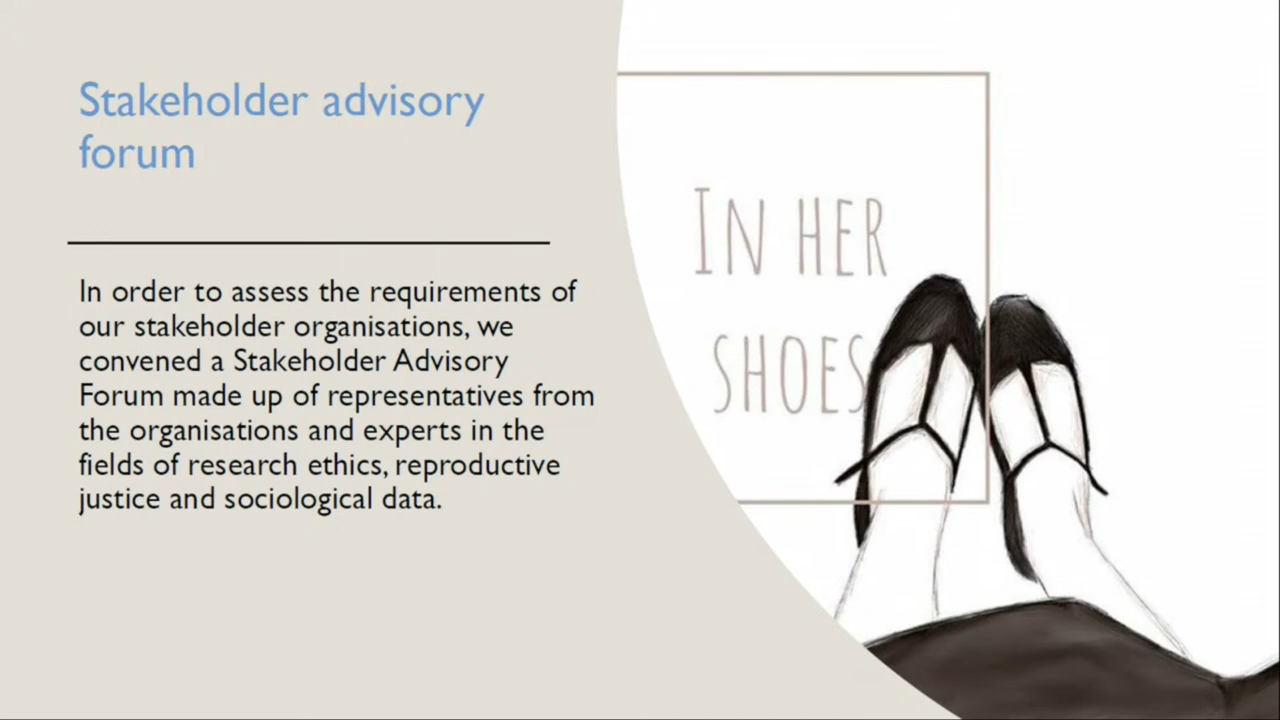 Stakeholder advisory
forum
In order to assess the requirements of
our stakeholder organisations, we
convened a Stakeholder Advisory
Forum made up of representatives from
the organisations and experts in the
fields of research ethics, reproductive
justice and sociological data.
IN HER
SHOES